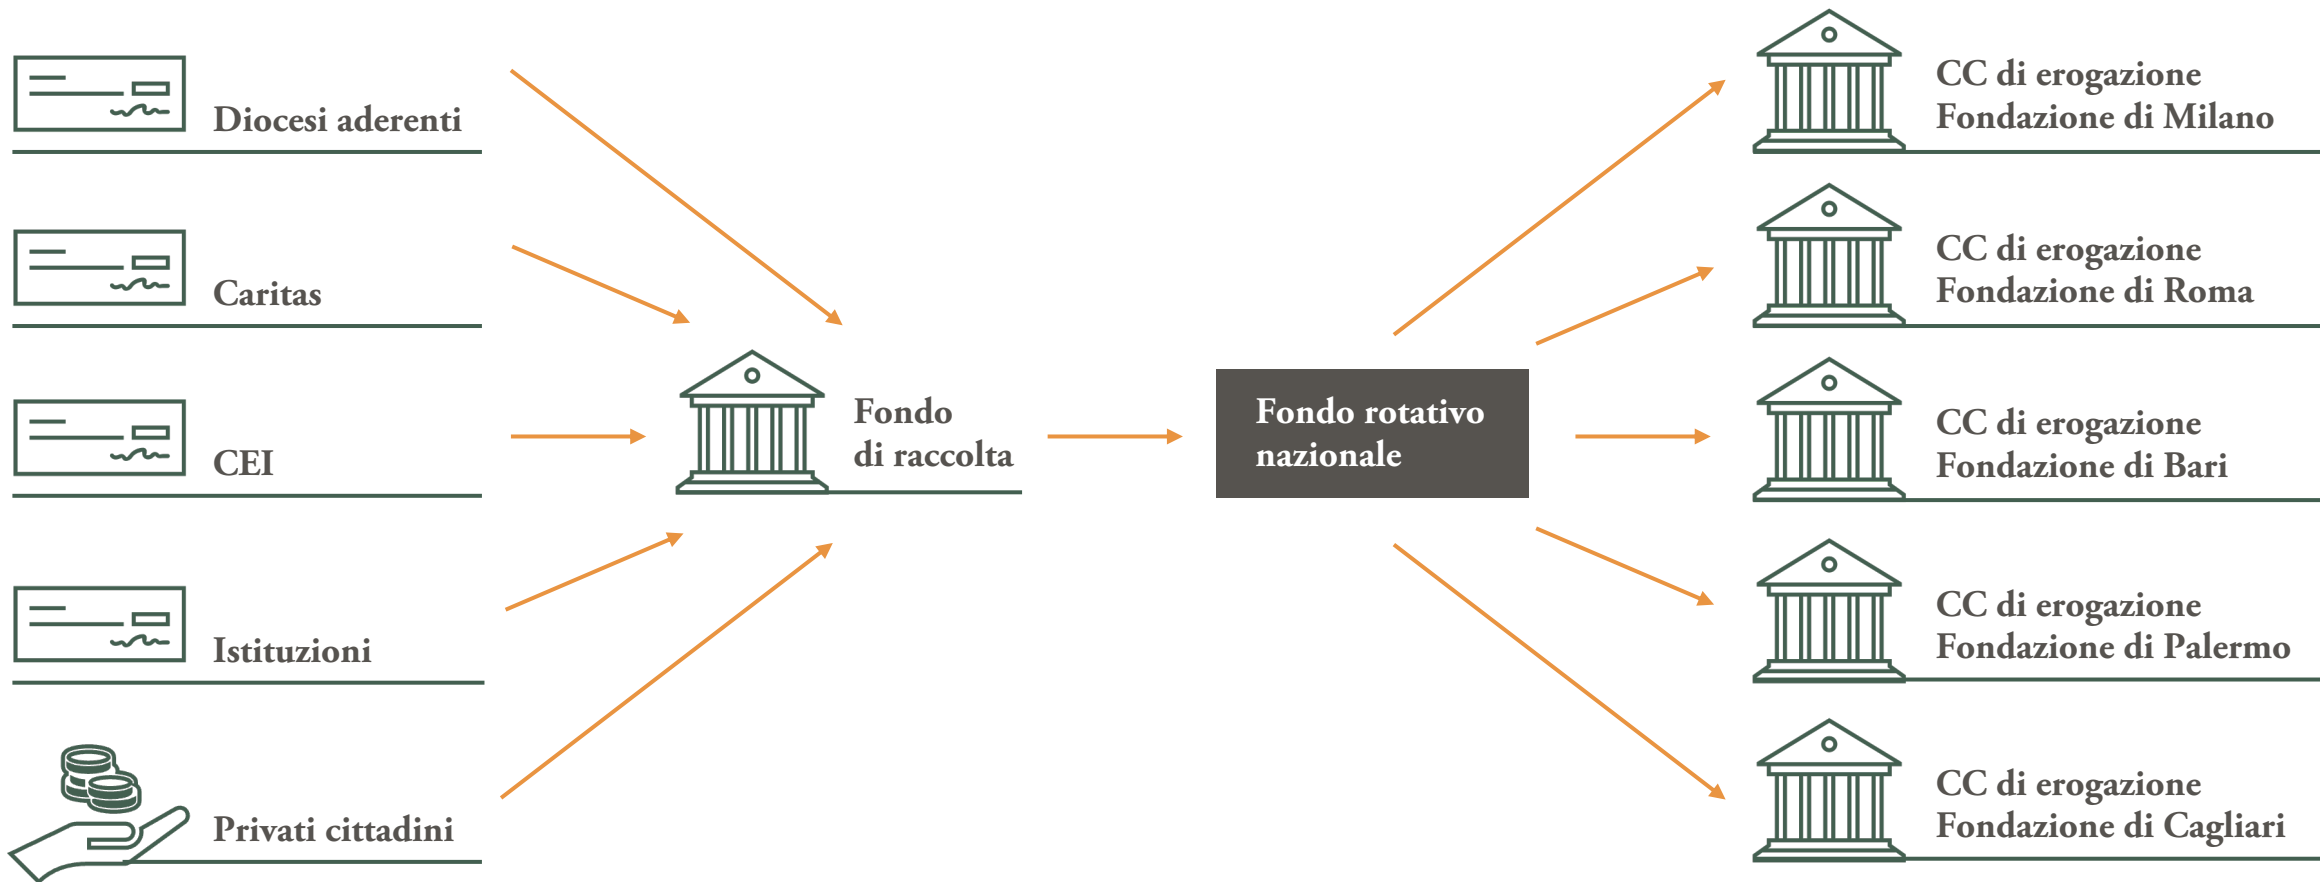 Diocesi aderenti
Caritas
CEI
Istituzioni
Privati cittadini
Fondo
di raccolta
Fondo rotativo
nazionale
CC di erogazione
Fondazione di Milano
CC di erogazione
Fondazione di Roma
CC di erogazione
Fondazione di Bari
CC di erogazione
Fondazione di Palermo
CC di erogazione
Fondazione di Cagliari